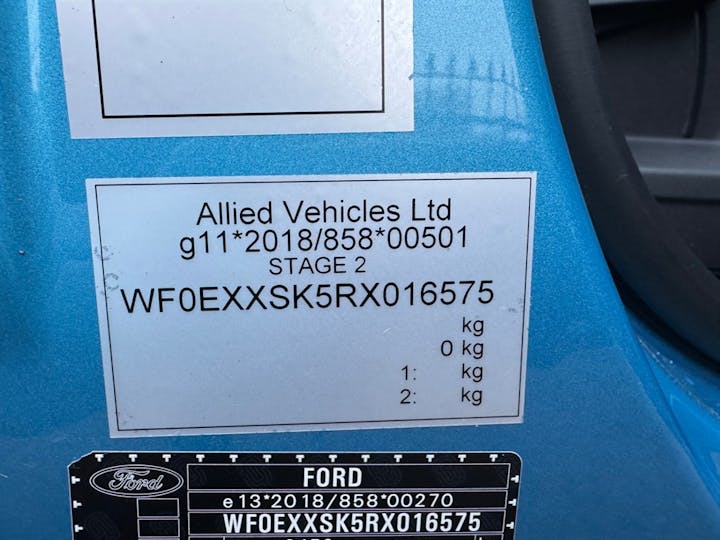 Allied Vehicles Ltd
g11*2018/858*00501
STAGE 2
WF0EXXSK5RX016575
kg
0 kg
1: kg
2: kg
Ford
FORD
e13*2018/858*00270
WF0EXXSK5RX016575